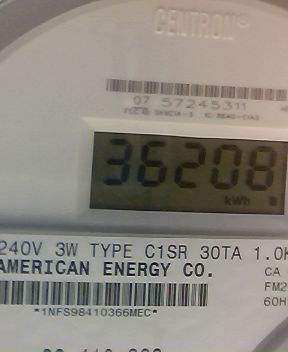 CENTRON®
07 57245311
36208
kWh
240V 3W TYPE C1SR 30TA 1.0K
AMERICAN ENERGY CO.
CA
FM2
60H
*1NFS98410366MEC*